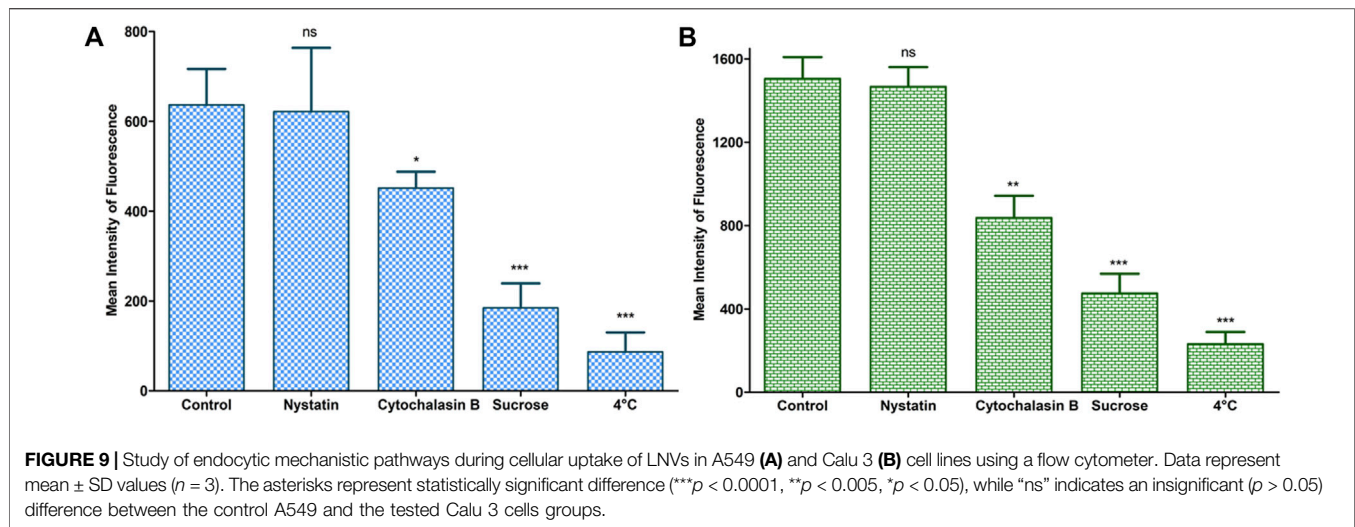 A
800
600
400
200
0
Mean Intensity of Fluorescence
ns
*
***
***
Control Nystatin Cytochalasin B Sucrose 4°C
B
1600
1200
800
400
0
Mean Intensity of Fluorescence
ns
**
***
***
Control Nystatin Cytochalasin B Sucrose 4°C
FIGURE 9 | Study of endocytic mechanistic pathways during cellular uptake of LNVs in A549 (A) and Calu 3 (B) cell lines using a flow cytometer. Data represent
mean ± SD values (n = 3). The asterisks represent statistically significant difference (***p < 0.0001, **p < 0.005, *p < 0.05), while “ns” indicates an insignificant (p > 0.05)
difference between the control A549 and the tested Calu 3 cells groups.